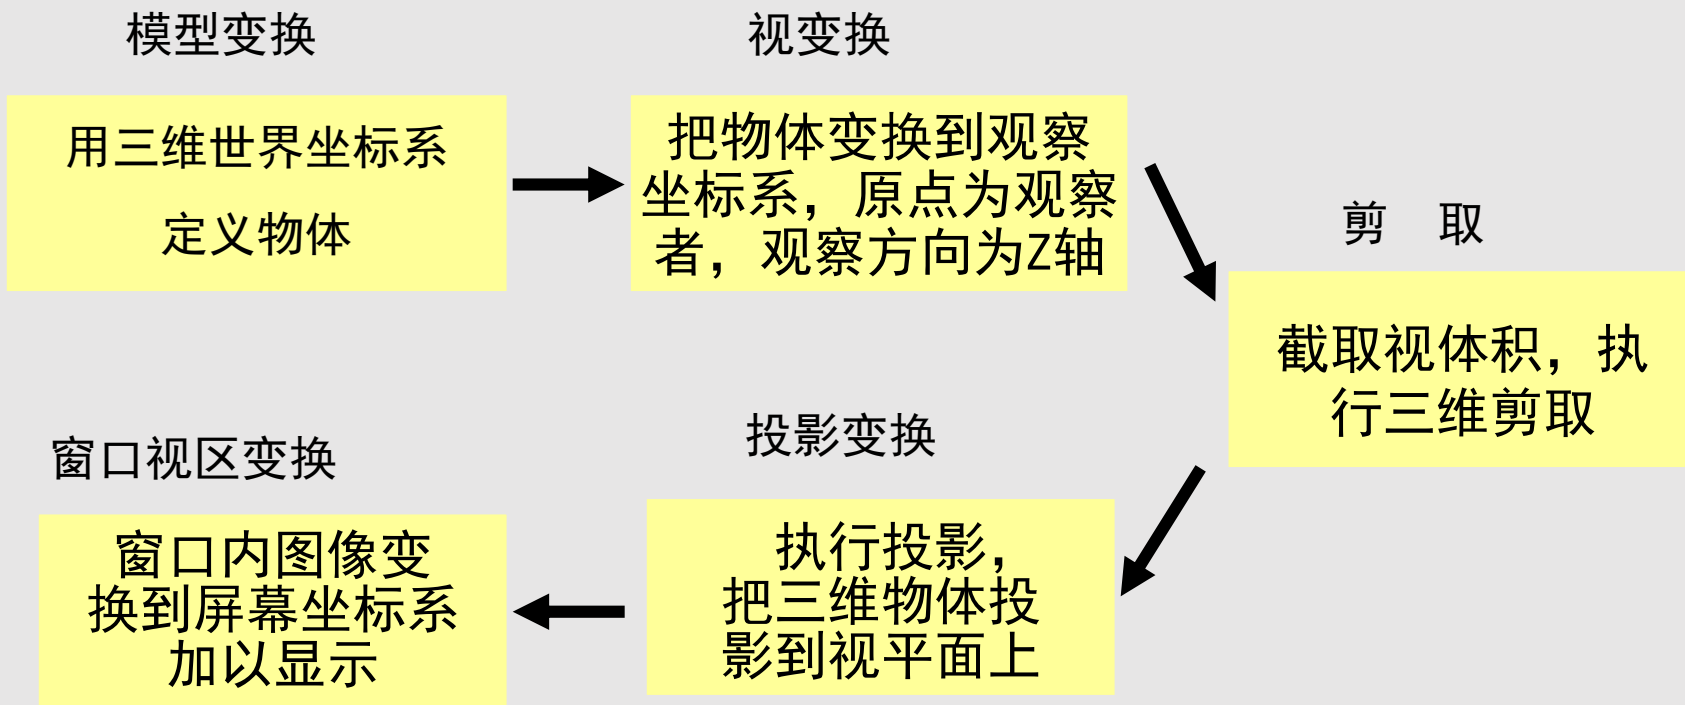 模型变换
用三维世界坐标系
定义物体
视变换
把物体变换到观察
坐标系，原点为观察
者，观察方向为Z轴
剪 取
截取视体积，执
行三维剪取
投影变换
执行投影，
把三维物体投
影到视平面上
窗口视区变换
窗口内图像变
换到屏幕坐标系
加以显示